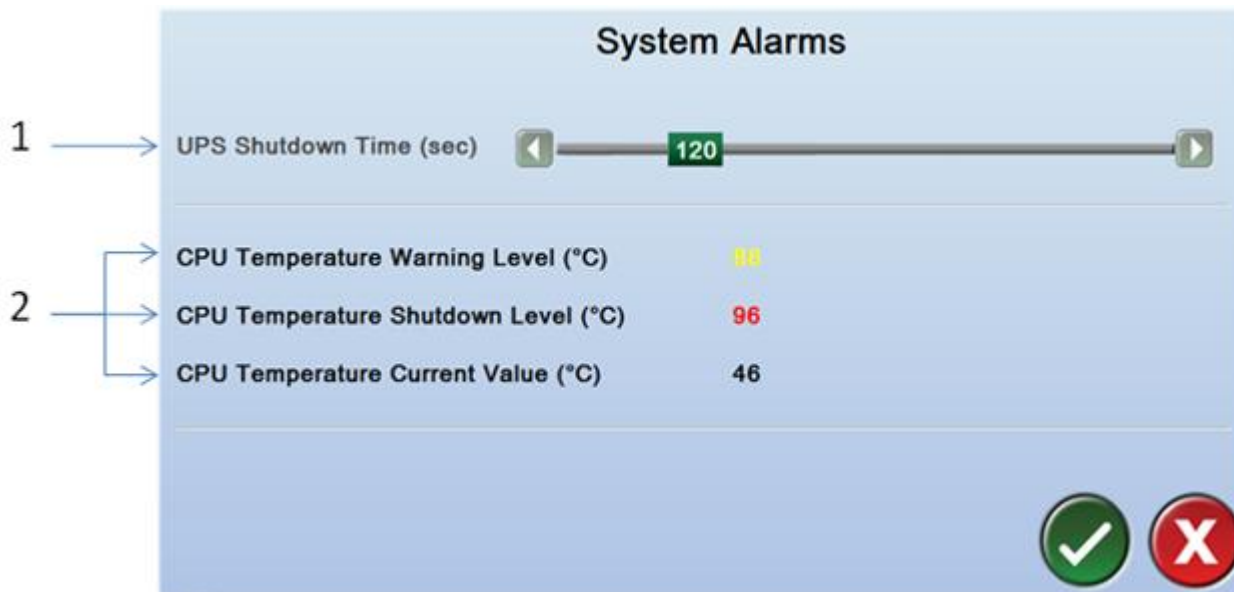 System Alarms
1 UPS Shutdown Time (sec) 120
CPU Temperature Warning Level (°C) 88
2 CPU Temperature Shutdown Level (°C) 96
CPU Temperature Current Value (°C) 46
X